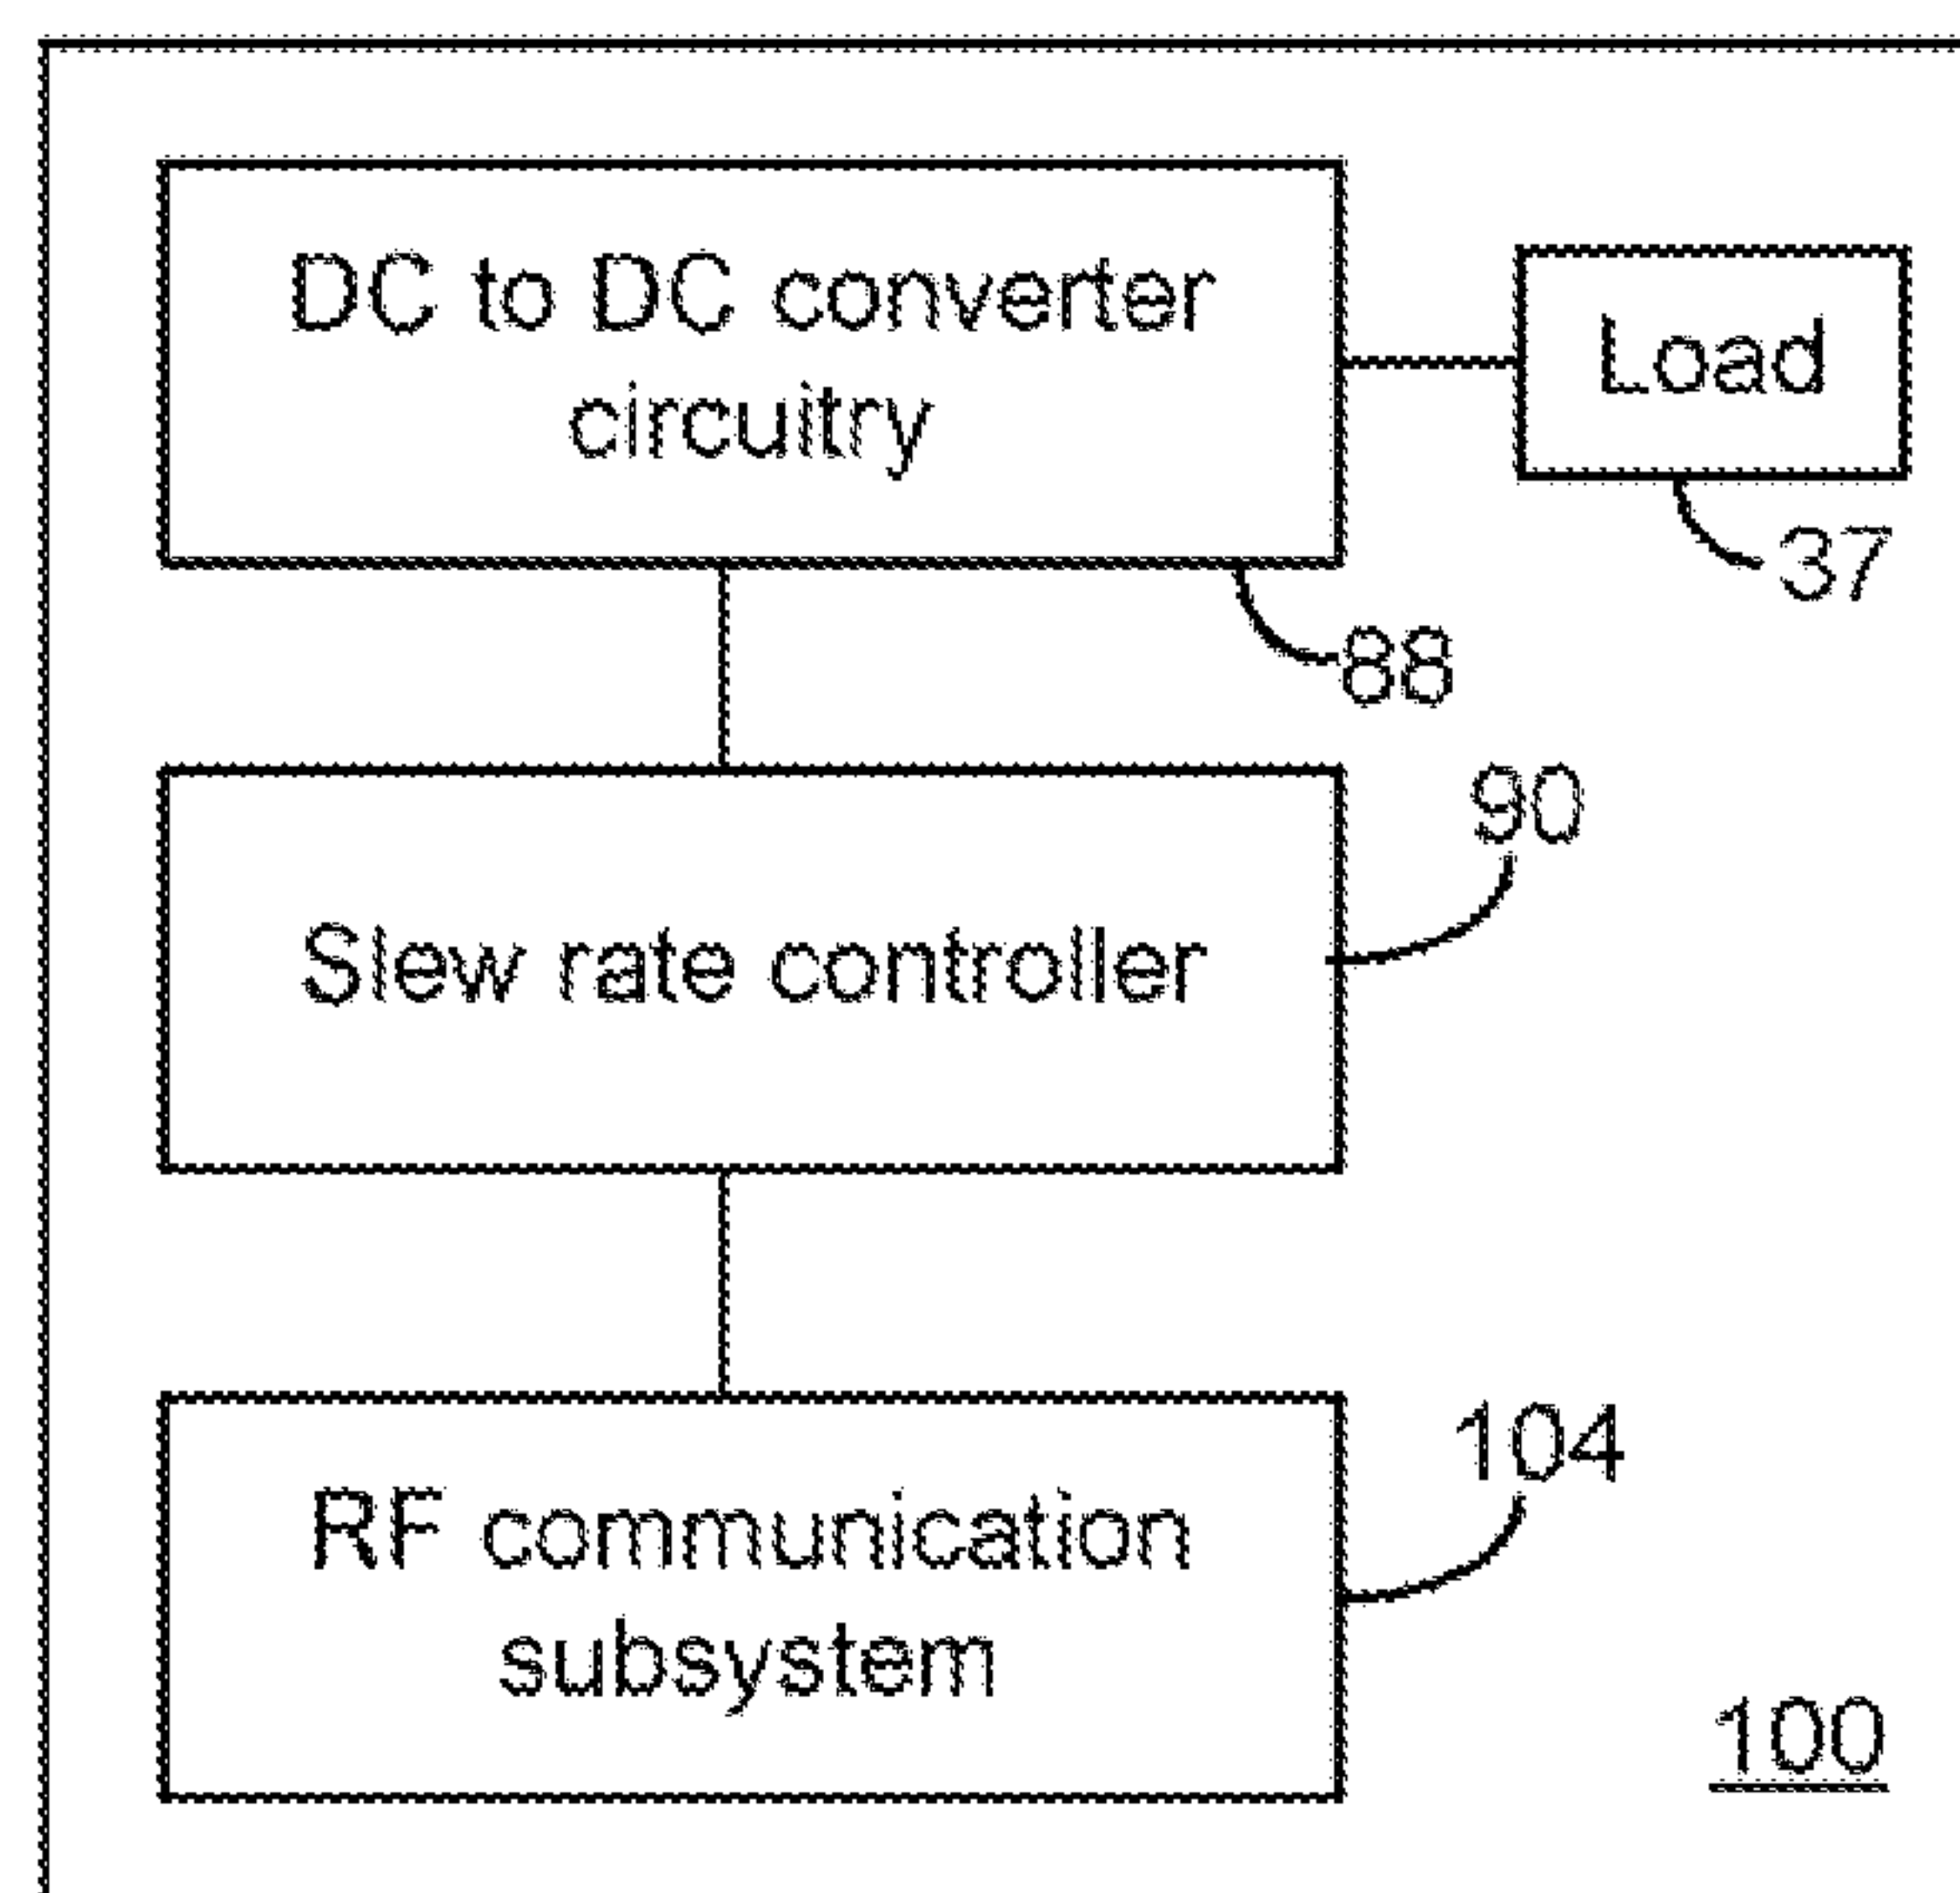 DC to DC converter
circuitry
Load
37
88
90
Slew rate controller
104
RF communication
subsystem
100